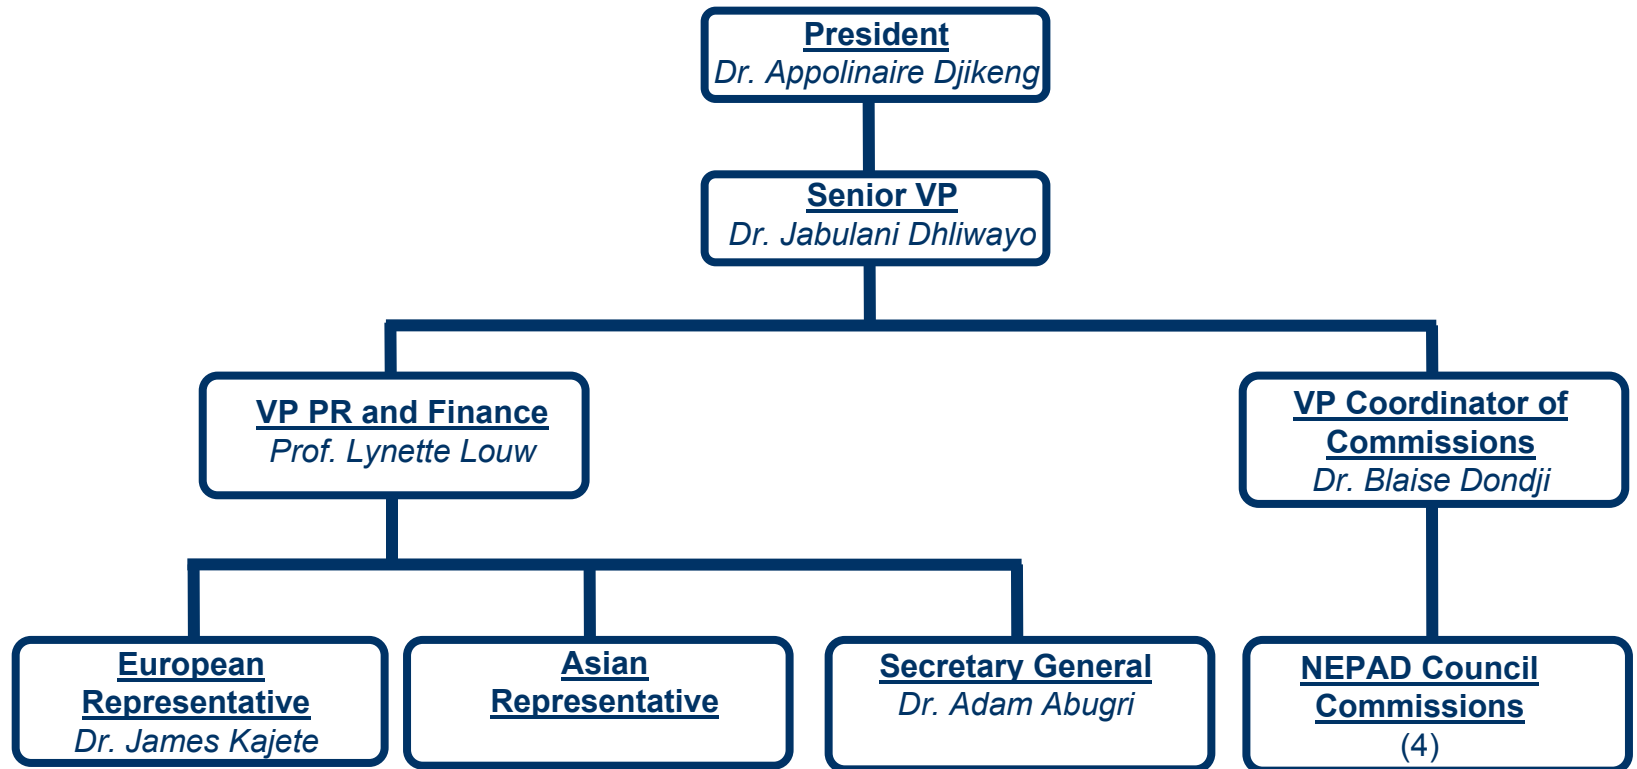 President
Dr. Appolinaire Djikeng
Senior VP
Dr. Jabulani Dhliwayo
VP PR and Finance
Prof. Lynette Louw
VP Coordinator of
Commissions
Dr. Blaise Dondji
European
Representative
Dr. James Kajete
Asian
Representative
Secretary General
Dr. Adam Abugri
NEPAD Council
Commissions
(4)